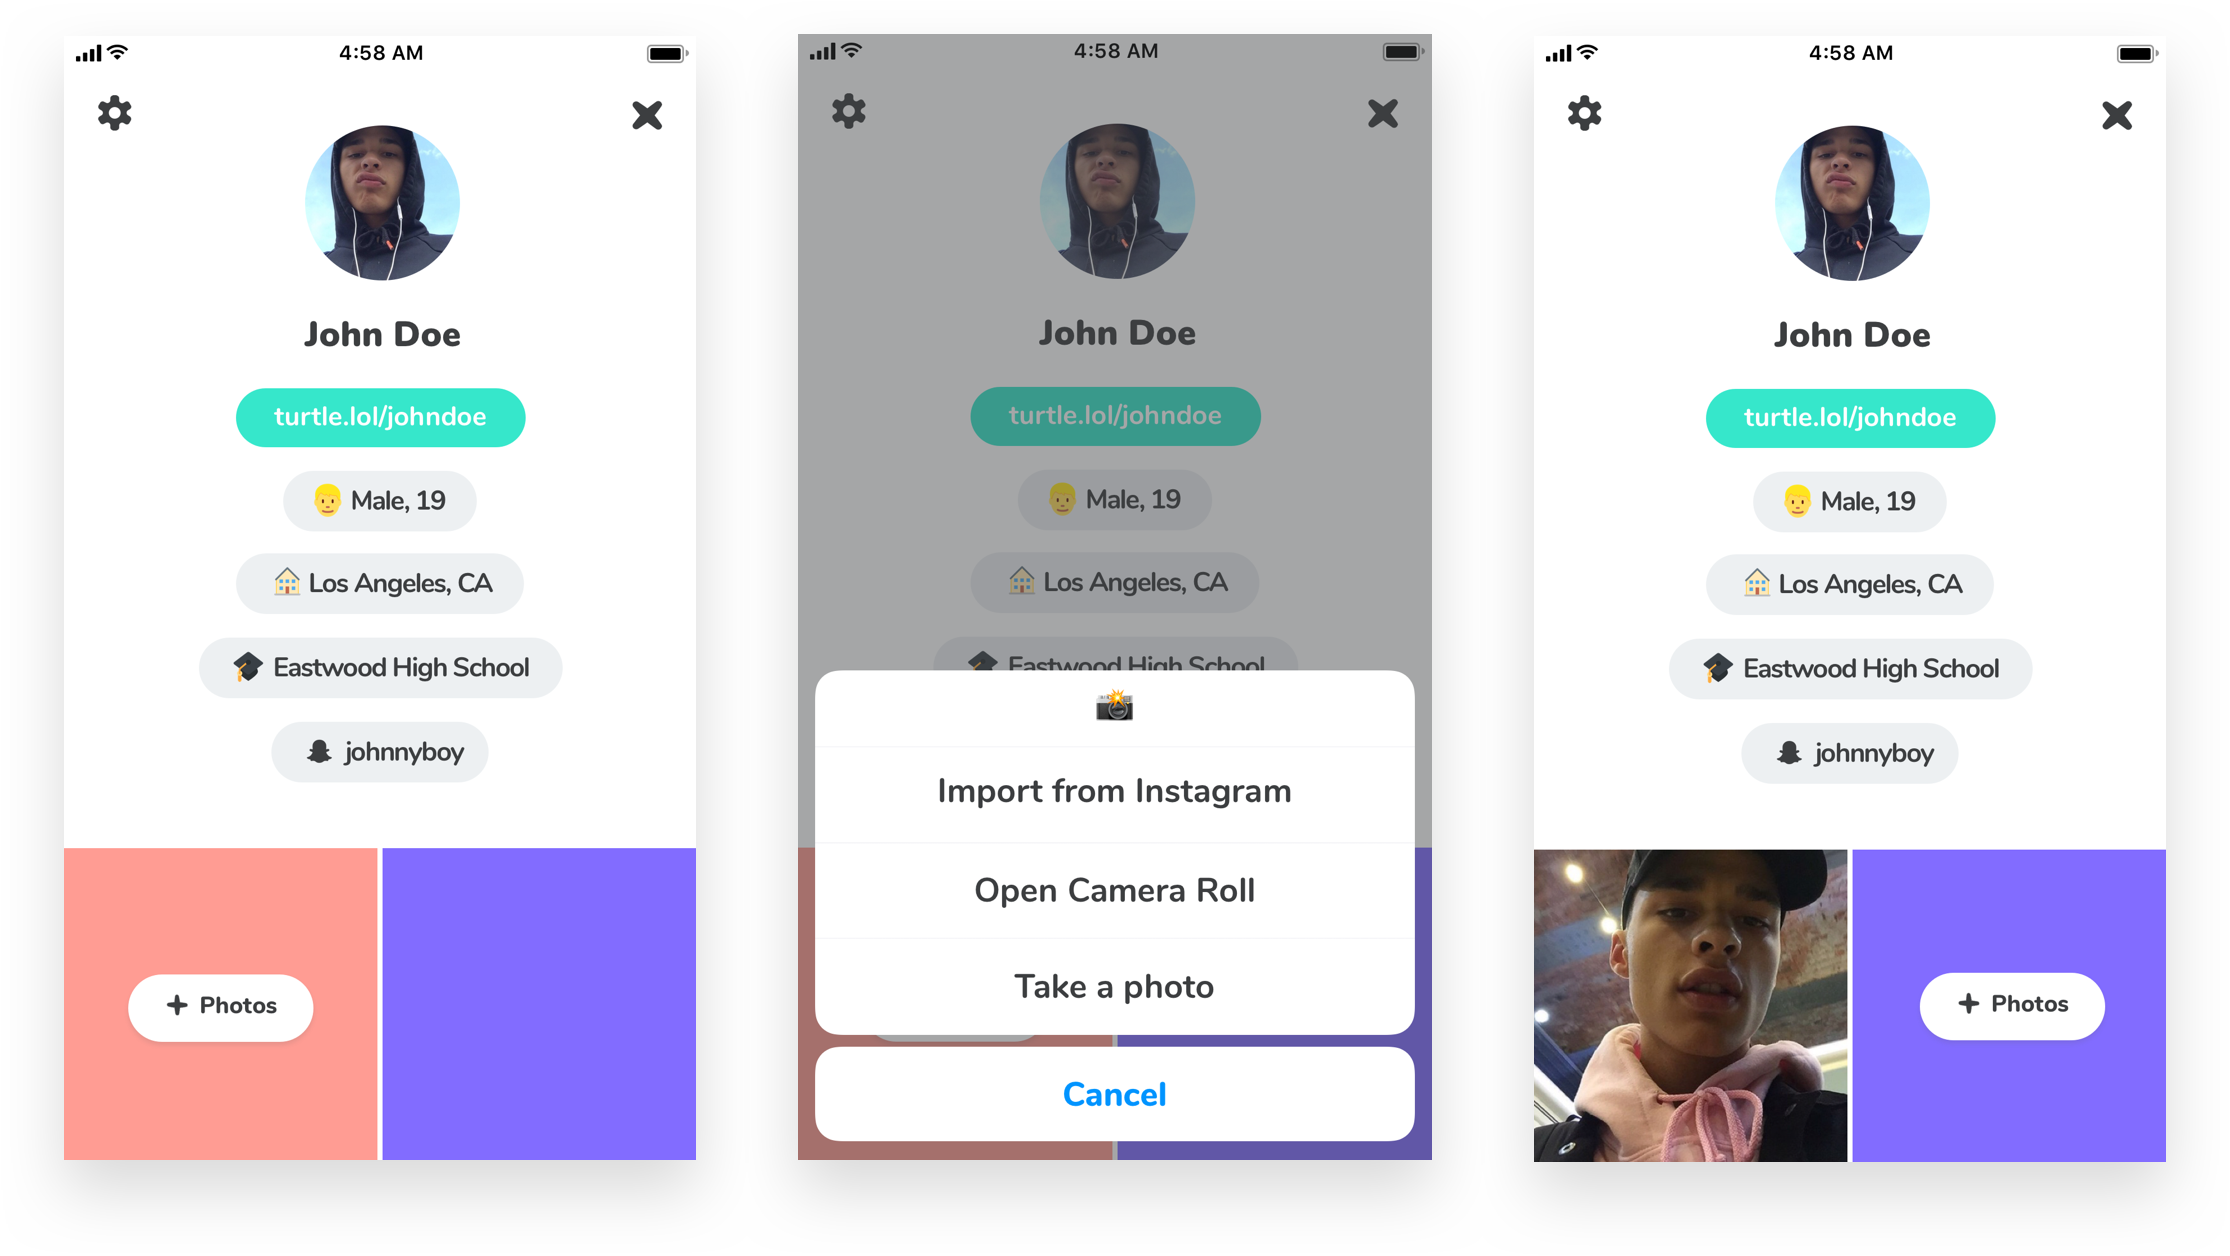 4:58 AM
John Doe
turtle.lol/johndoe
Male, 19
Los Angeles, CA
Eastwood High School
johnnyboy
Photos
4:58 AM
John Doe
turtle.lol/johndoe
Male, 19
Los Angeles, CA
Eastwood High School
Import from Instagram
Open Camera Roll
Take a photo
Cancel
4:58 AM
John Doe
turtle.lol/johndoe
Male, 19
Los Angeles, CA
Eastwood High School
johnnyboy
Photos